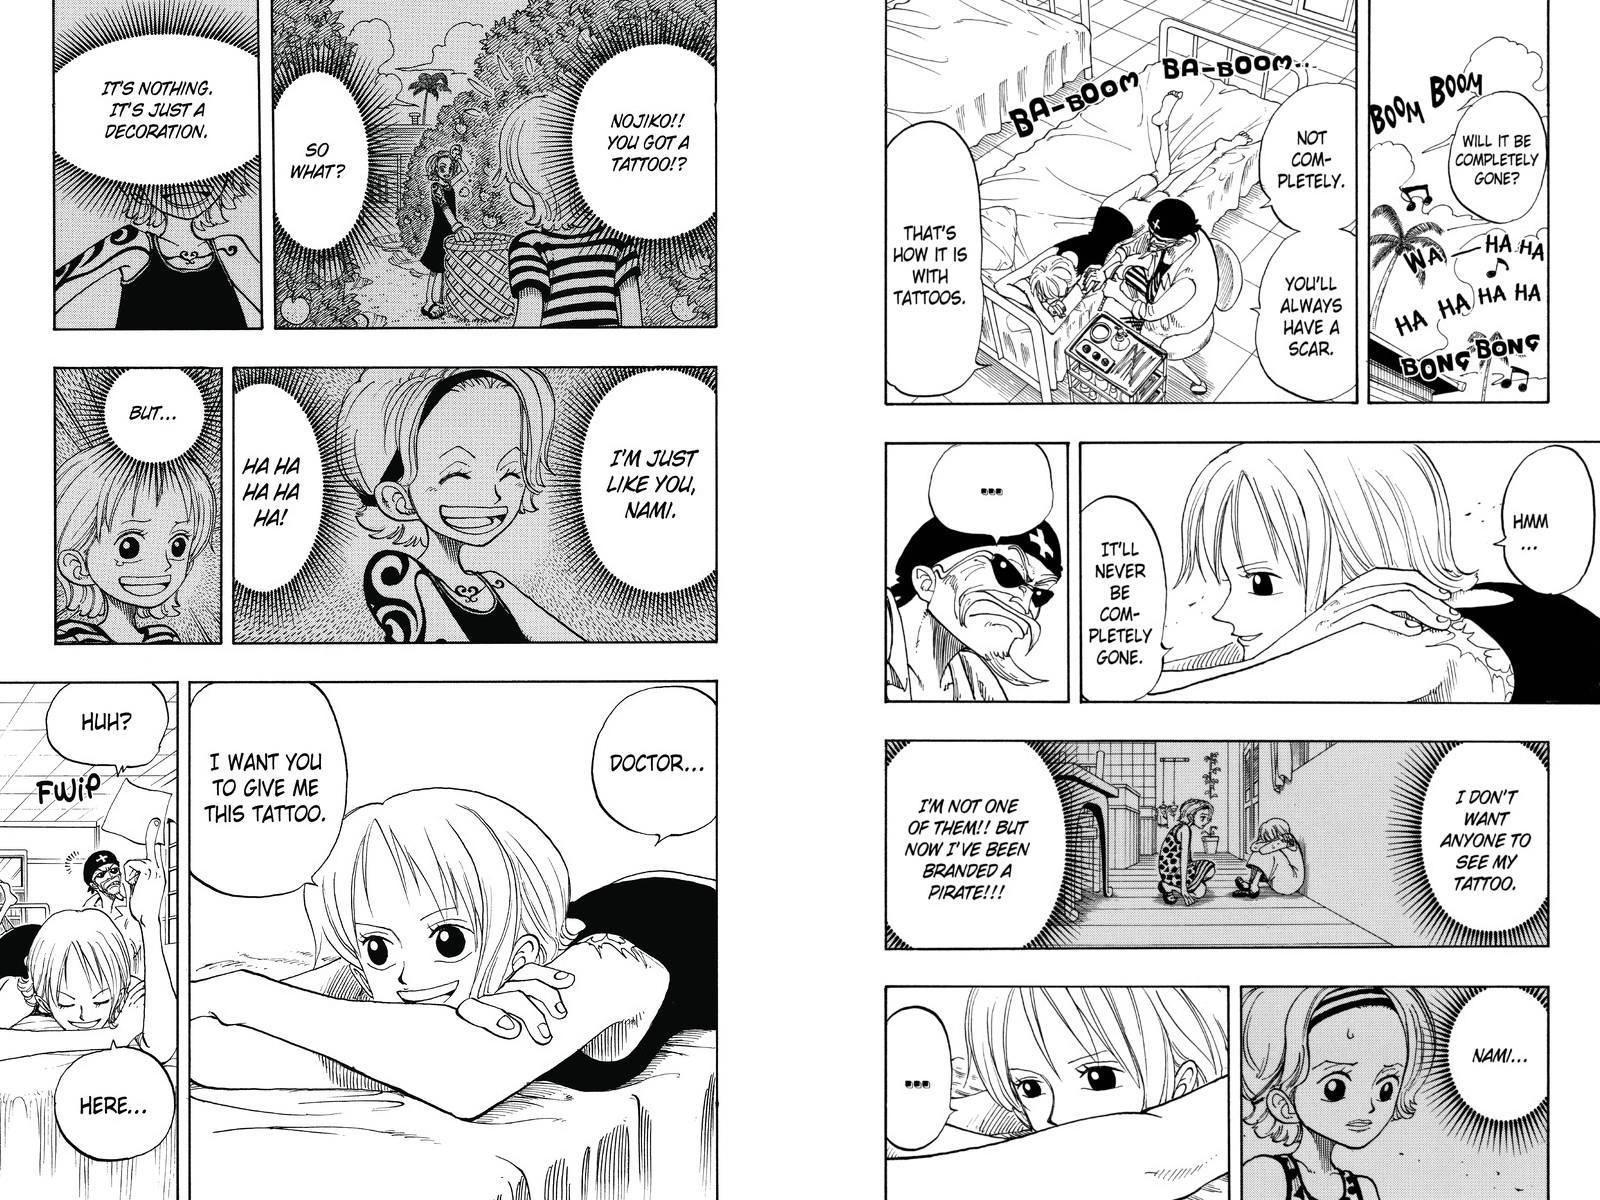 BOOM BOOM
WILL IT BE
COMPLETELY
GONE?
WA HA HA
HA HA HA HA
BONG BONG
BA-BOOM BA-BOOM...
NOT
COM-
PLETELY.
YOU'LL
ALWAYS
HAVE A
SCAR.
THAT'S
HOW IT IS
WITH
TATTOOS.
HMM
...
IT'LL
NEVER
BE
COM-
PLETELY
GONE.
...
I DON'T
WANT
ANYONE TO
SEE MY
TATTOO.
I'M NOT ONE
OF THEM!! BUT
NOW I'VE BEEN
BRANDED A
PIRATE!!!
NAMI...
...
NOJIKO!!
YOU GOT A
TATTOO!?
SO
WHAT?
IT'S NOTHING.
IT'S JUST A
DECORATION.
I'M JUST
LIKE YOU,
NAMI.
HA HA
HA HA
HA!
BUT...
DOCTOR...
I WANT YOU
TO GIVE ME
THIS TATTOO.
HUH?
FWIP
HERE...